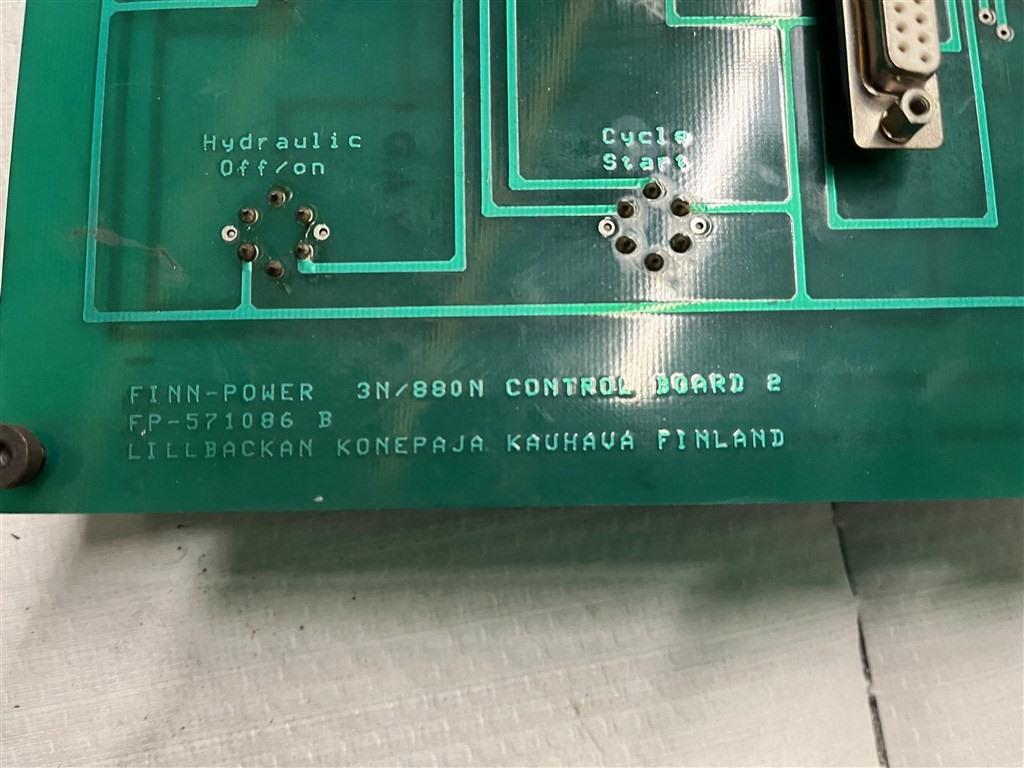 Hydraulic
Off/on
Cycle
Start
FINN-POWER 3N/880N CONTROL BOARD 2
FP-571086 B
LILLBACKAN KONEPAJA KAUHAVA FINLAND